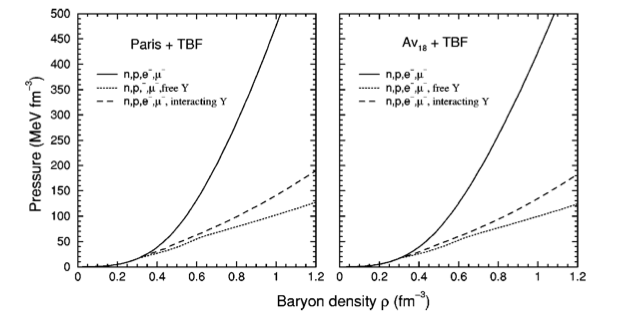 Pressure (MeV fm⁻³)
500
450
400
350
300
250
200
150
100
50
0
Paris + TBF
n,p,e⁻,μ⁻
n,p,⁻,μ⁻,free Y
n,p,e⁻,μ⁻, interacting Y
0 0.2 0.4 0.6 0.8 1 1.2
Av₁₈ + TBF
n,p,e⁻,μ⁻
n,p,e⁻,μ⁻, free Y
n,p,e⁻,μ⁻, interacting Y
0 0.2 0.4 0.6 0.8 1 1.2
Baryon density ρ (fm⁻³)